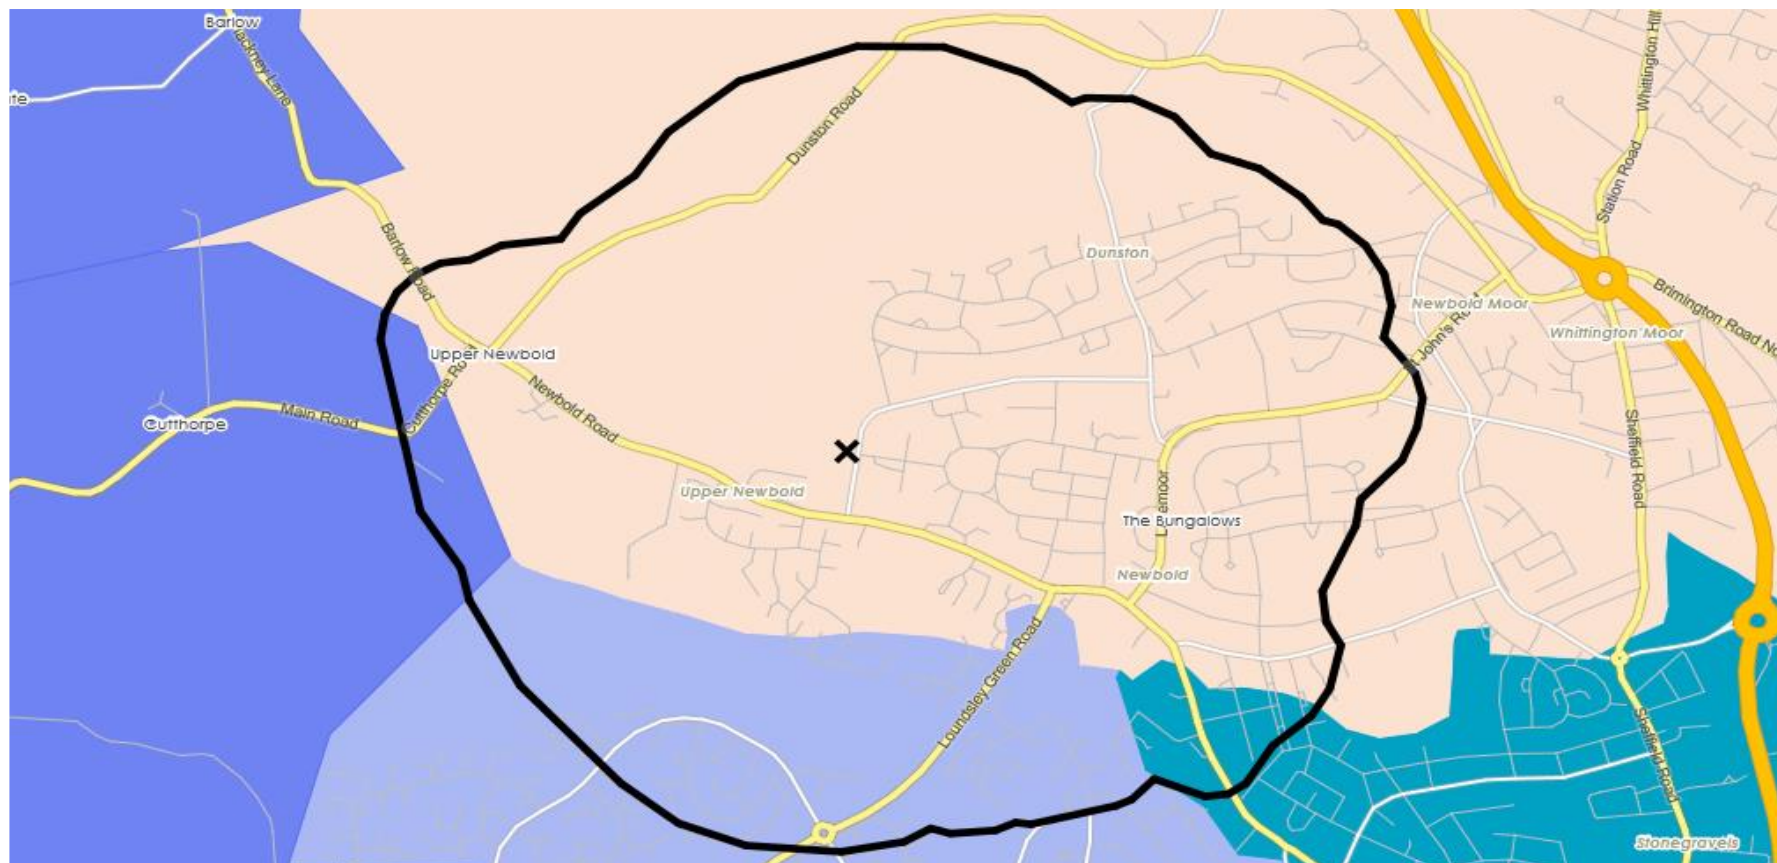 Barlow
Hackney Lane
Whittington Hill
Dunston Road
Station Road
Barlow Road
Dunston
Newbold Moor
Brimington Road No
Whittington Moor
St John's Road
Upper Newbold
Cutthorpe Road
Newbold Road
Main Road
Cutthorpe
Sheffield Road
Upper Newbold
The Bungalows
Newbold
Loundsley Green Road
Sheffield Road
Stonegravels